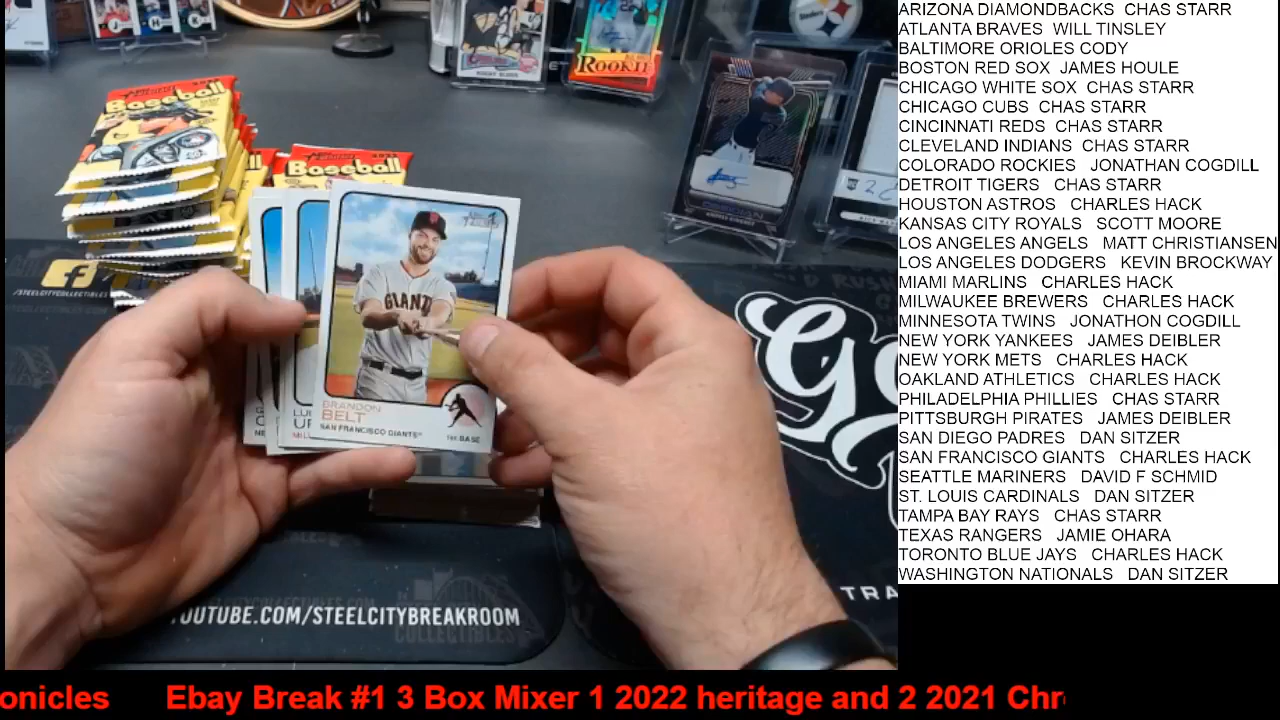 ARIZONA DIAMONDBACKS CHAS STARR
ATLANTA BRAVES WILL TINSLEY
BALTIMORE ORIOLES CODY
BOSTON RED SOX JAMES HOULE
CHICAGO WHITE SOX CHAS STARR
CHICAGO CUBS CHAS STARR
CINCINNATI REDS CHAS STARR
CLEVELAND INDIANS CHAS STARR
COLORADO ROCKIES JONATHAN COGDILL
DETROIT TIGERS CHAS STARR
HOUSTON ASTROS CHARLES HACK
KANSAS CITY ROYALS SCOTT MOORE
LOS ANGELES ANGELS MATT CHRISTIANSEN
LOS ANGELES DODGERS KEVIN BROCKWAY
MIAMI MARLINS CHARLES HACK
MILWAUKEE BREWERS CHARLES HACK
MINNESOTA TWINS JONATHON COGDILL
NEW YORK YANKEES JAMES DEIBLER
NEW YORK METS CHARLES HACK
OAKLAND ATHLETICS CHARLES HACK
PHILADELPHIA PHILLIES CHAS STARR
PITTSBURGH PIRATES JAMES DEIBLER
SAN DIEGO PADRES DAN SITZER
SAN FRANCISCO GIANTS CHARLES HACK
SEATTLE MARINERS DAVID F SCHMID
ST. LOUIS CARDINALS DAN SITZER
TAMPA BAY RAYS CHAS STARR
TEXAS RANGERS JAMIE OHARA
TORONTO BLUE JAYS CHARLES HACK
WASHINGTON NATIONALS DAN SITZER
ROOKIE
Baseball
Baseball
GIANTS
BRANDON
BELT
SAN FRANCISCO GIANTS
1st BASE
f
/STEELCITYCOLLECTIBLES
YOUTUBE.COM/STEELCITYBREAKROOM
TRA
onicles Ebay Break #1 3 Box Mixer 1 2022 heritage and 2 2021 Chr